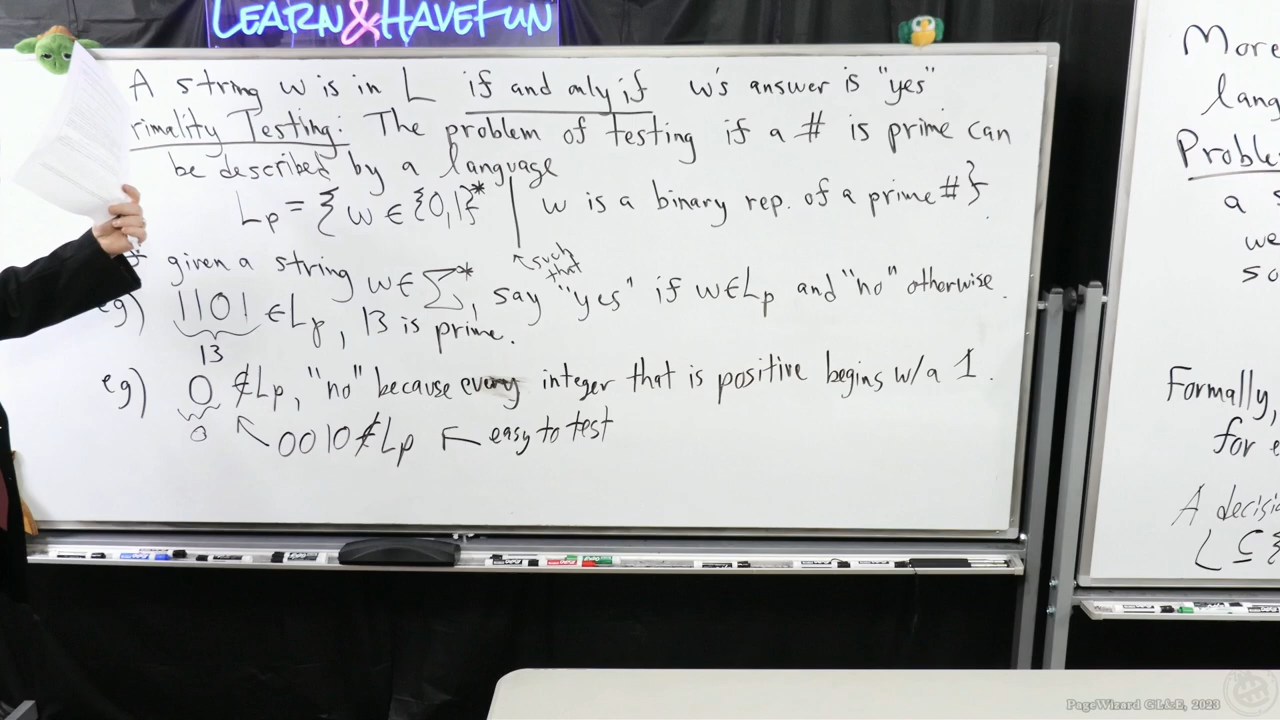 LEARN&HAVEFUN
A string w is in L if and only if w's answer is "yes"
rimality Testing: The problem of testing if a # is prime can
be described by a language
Lp = { w ∈ {0,1}* | w is a binary rep. of a prime # }.
such
that
given a string w ∈ Σ*, say "yes" if w ∈ Lp and "no" otherwise.
eg) 1101 ∈ Lp, 13 is prime.
13
eg) 0 ∉ Lp, "no" because every integer that is positive begins w/a 1.
0
0010 ∉ Lp ← easy to test
More
lang
Proble
a s
we
so
Formally,
for e
A decisi
L ⊆ {
PageWizard GL&E, 2023